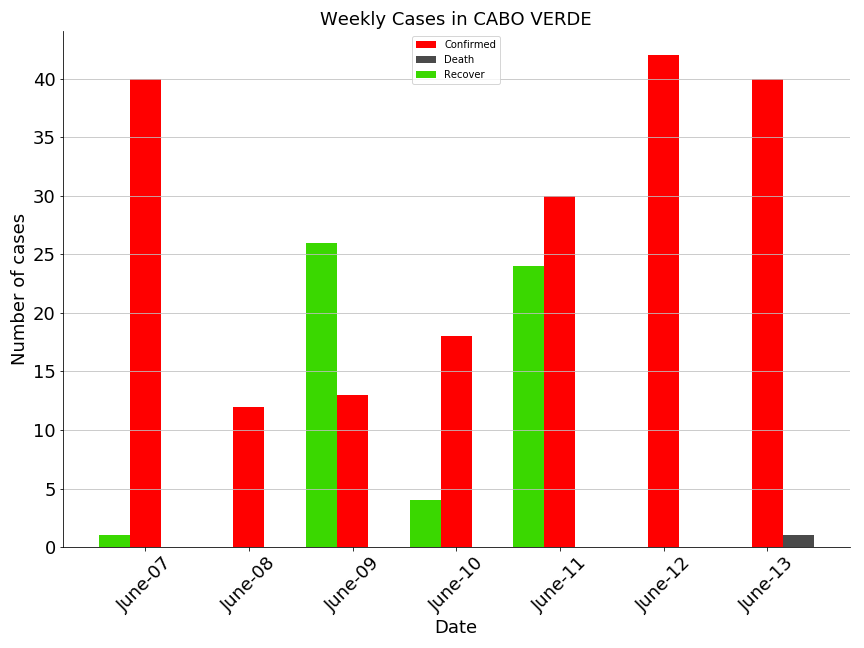 Weekly Cases in CABO VERDE
Confirmed
Death
Recover
Number of cases
40
35
30
25
20
15
10
5
0
June-07
June-08
June-09
June-10
June-11
June-12
June-13
Date